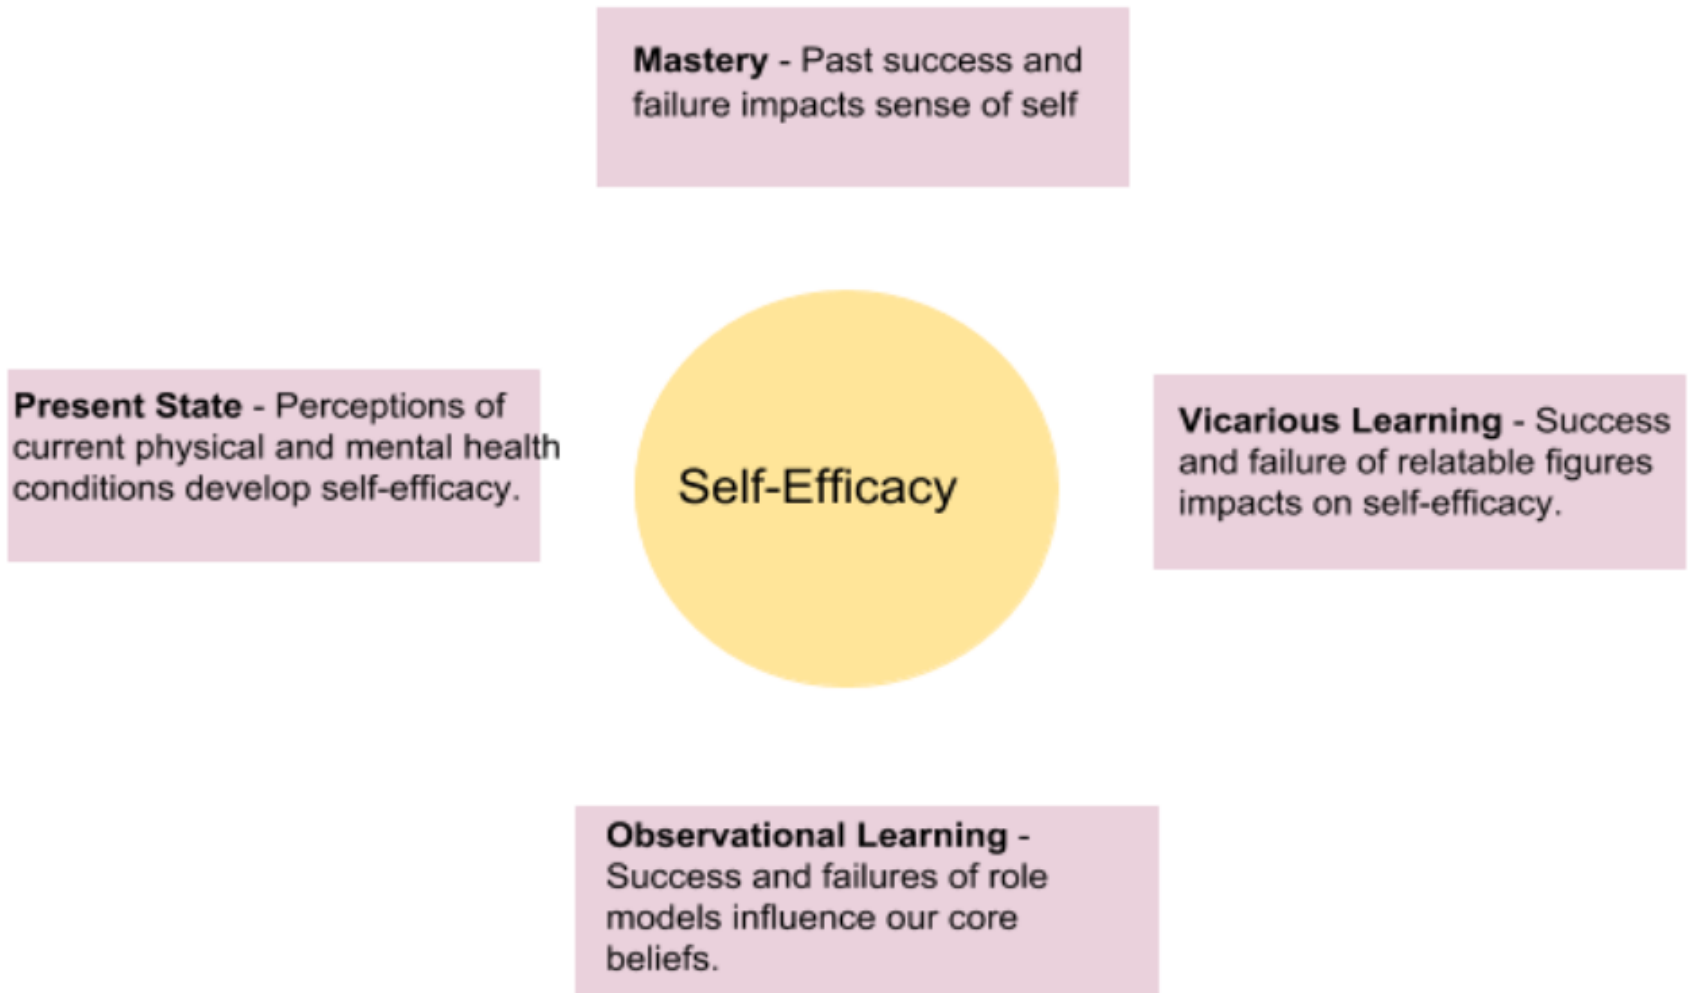 Mastery - Past success and
failure impacts sense of self
Present State - Perceptions of
current physical and mental health
conditions develop self-efficacy.
Self-Efficacy
Vicarious Learning - Success
and failure of relatable figures
impacts on self-efficacy.
Observational Learning -
Success and failures of role
models influence our core
beliefs.